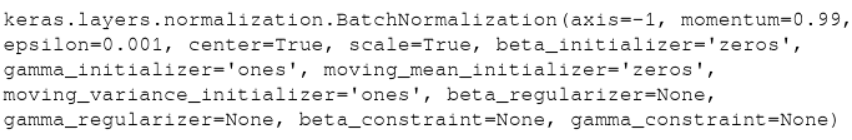 keras.layers.normalization.BatchNormalization(axis=-1, momentum=0.99,
epsilon=0.001, center=True, scale=True, beta_initializer='zeros',
gamma_initializer='ones', moving_mean_initializer='zeros',
moving_variance_initializer='ones', beta_regularizer=None,
gamma_regularizer=None, beta_constraint=None, gamma_constraint=None)